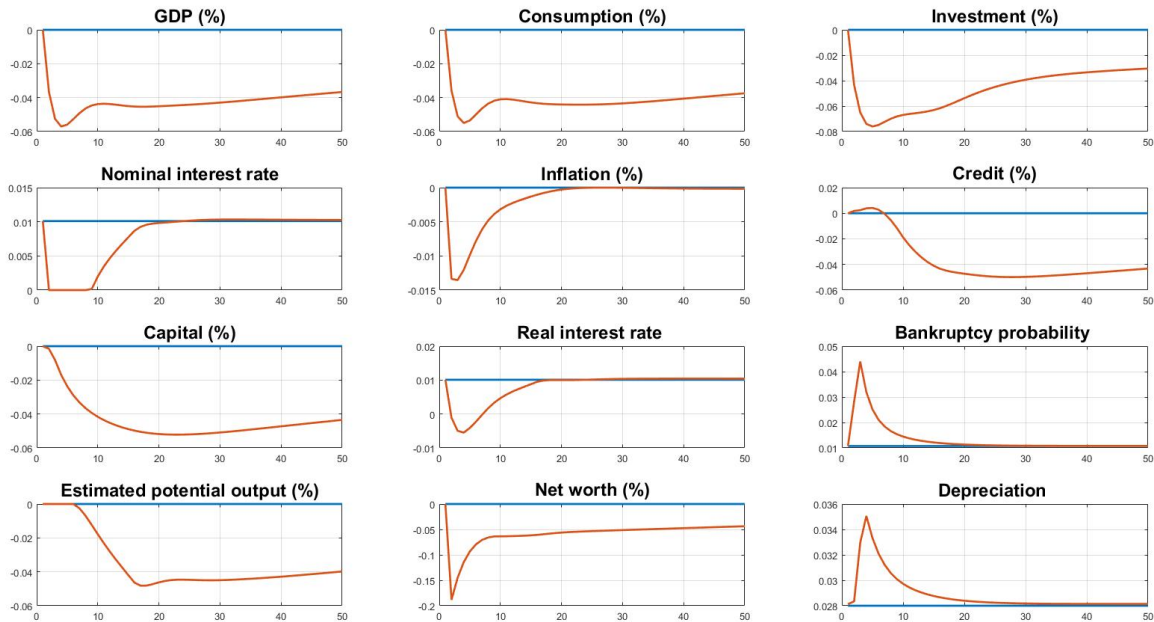 GDP (%)
0
-0.02
-0.04
-0.06
0 10 20 30 40 50
Consumption (%)
0
-0.02
-0.04
-0.06
0 10 20 30 40 50
Investment (%)
0
-0.02
-0.04
-0.06
-0.08
0 10 20 30 40 50
Nominal interest rate
0.015
0.01
0.005
0
0 10 20 30 40 50
Inflation (%)
0
-0.005
-0.01
-0.015
0 10 20 30 40 50
Credit (%)
0.02
0
-0.02
-0.04
-0.06
0 10 20 30 40 50
Capital (%)
0
-0.02
-0.04
-0.06
0 10 20 30 40 50
Real interest rate
0.02
0.01
0
-0.01
0 10 20 30 40 50
Bankruptcy probability
0.05
0.04
0.03
0.02
0.01
0 10 20 30 40 50
Estimated potential output (%)
0
-0.02
-0.04
-0.06
0 10 20 30 40 50
Net worth (%)
0
-0.05
-0.1
-0.15
-0.2
0 10 20 30 40 50
Depreciation
0.036
0.034
0.032
0.03
0.028
0 10 20 30 40 50